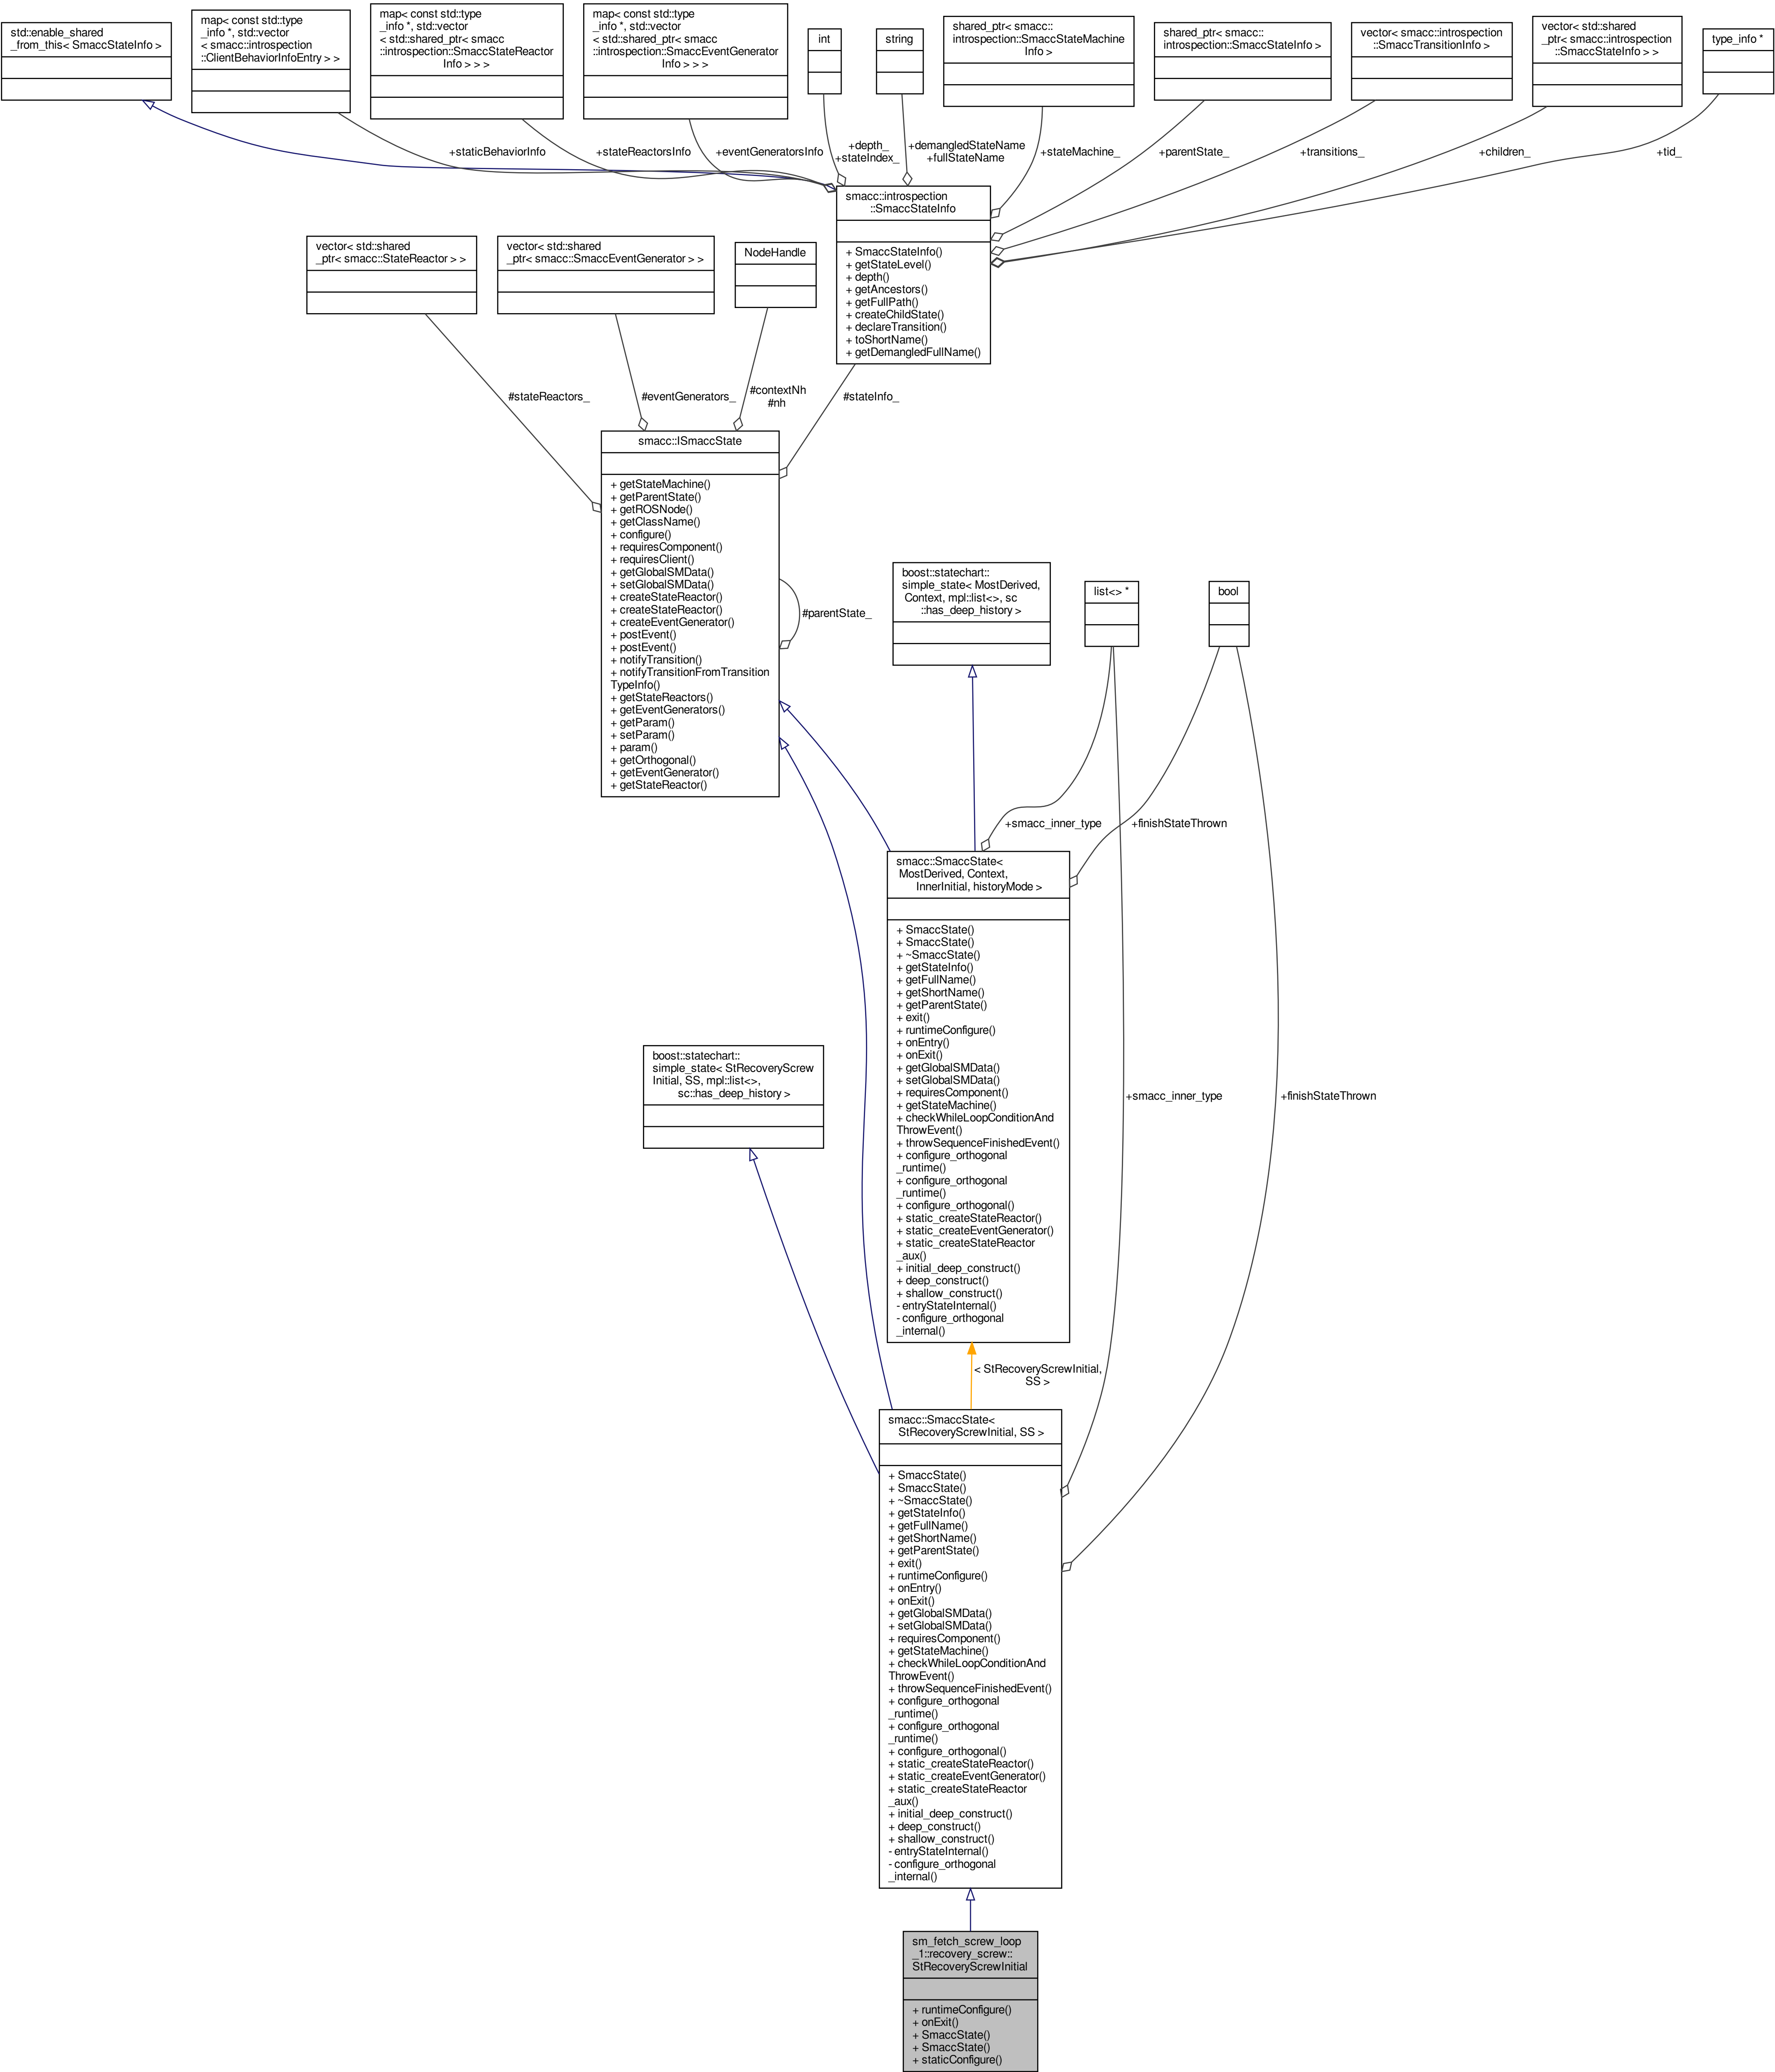 std::enable_shared
_from_this< SmaccStateInfo >
map< const std::type
_info *, std::vector
< smacc::introspection
::ClientBehaviorInfoEntry > >
map< const std::type
_info *, std::vector
< std::shared_ptr< smacc
::introspection::SmaccStateReactor
Info > > >
map< const std::type
_info *, std::vector
< std::shared_ptr< smacc
::introspection::SmaccEventGenerator
Info > > >
int
string
shared_ptr< smacc::
introspection::SmaccStateMachine
Info >
shared_ptr< smacc::
introspection::SmaccStateInfo >
vector< smacc::introspection
::SmaccTransitionInfo >
vector< std::shared
_ptr< smacc::introspection
::SmaccStateInfo > >
type_info *
+staticBehaviorInfo
+stateReactorsInfo
+eventGeneratorsInfo
+depth_
+stateIndex_
+demangledStateName
+fullStateName
+stateMachine_
+parentState_
+transitions_
+children_
+tid_
smacc::introspection
::SmaccStateInfo
+ SmaccStateInfo()
+ getStateLevel()
+ depth()
+ getAncestors()
+ getFullPath()
+ createChildState()
+ declareTransition()
+ toShortName()
+ getDemangledFullName()
vector< std::shared
_ptr< smacc::StateReactor > >
vector< std::shared
_ptr< smacc::SmaccEventGenerator > >
NodeHandle
#stateReactors_
#eventGenerators_
#contextNh
#nh
#stateInfo_
smacc::ISmaccState
+ getStateMachine()
+ getParentState()
+ getROSNode()
+ getClassName()
+ configure()
+ requiresComponent()
+ requiresClient()
+ getGlobalSMData()
+ setGlobalSMData()
+ createStateReactor()
+ createStateReactor()
+ createEventGenerator()
+ postEvent()
+ postEvent()
+ notifyTransition()
+ notifyTransitionFromTransition
TypeInfo()
+ getStateReactors()
+ getEventGenerators()
+ getParam()
+ setParam()
+ param()
+ getOrthogonal()
+ getEventGenerator()
+ getStateReactor()
#parentState_
boost::statechart::
simple_state< MostDerived,
Context, mpl::list<>, sc
::has_deep_history >
list<> *
bool
+smacc_inner_type
+finishStateThrown
smacc::SmaccState<
MostDerived, Context,
InnerInitial, historyMode >
+ SmaccState()
+ SmaccState()
+ ~SmaccState()
+ getStateInfo()
+ getFullName()
+ getShortName()
+ getParentState()
+ exit()
+ runtimeConfigure()
+ onEntry()
+ onExit()
+ getGlobalSMData()
+ setGlobalSMData()
+ requiresComponent()
+ getStateMachine()
+ checkWhileLoopConditionAnd
ThrowEvent()
+ throwSequenceFinishedEvent()
+ configure_orthogonal
_runtime()
+ configure_orthogonal
_runtime()
+ configure_orthogonal()
+ static_createStateReactor()
+ static_createEventGenerator()
+ static_createStateReactor
_aux()
+ initial_deep_construct()
+ deep_construct()
+ shallow_construct()
- entryStateInternal()
- configure_orthogonal
_internal()
boost::statechart::
simple_state< StRecoveryScrew
Initial, SS, mpl::list<>,
sc::has_deep_history >
+smacc_inner_type
+finishStateThrown
< StRecoveryScrewInitial,
SS >
smacc::SmaccState<
StRecoveryScrewInitial, SS >
+ SmaccState()
+ SmaccState()
+ ~SmaccState()
+ getStateInfo()
+ getFullName()
+ getShortName()
+ getParentState()
+ exit()
+ runtimeConfigure()
+ onEntry()
+ onExit()
+ getGlobalSMData()
+ setGlobalSMData()
+ requiresComponent()
+ getStateMachine()
+ checkWhileLoopConditionAnd
ThrowEvent()
+ throwSequenceFinishedEvent()
+ configure_orthogonal
_runtime()
+ configure_orthogonal
_runtime()
+ configure_orthogonal()
+ static_createStateReactor()
+ static_createEventGenerator()
+ static_createStateReactor
_aux()
+ initial_deep_construct()
+ deep_construct()
+ shallow_construct()
- entryStateInternal()
- configure_orthogonal
_internal()
sm_fetch_screw_loop
_1::recovery_screw::
StRecoveryScrewInitial
+ runtimeConfigure()
+ onExit()
+ SmaccState()
+ SmaccState()
+ staticConfigure()